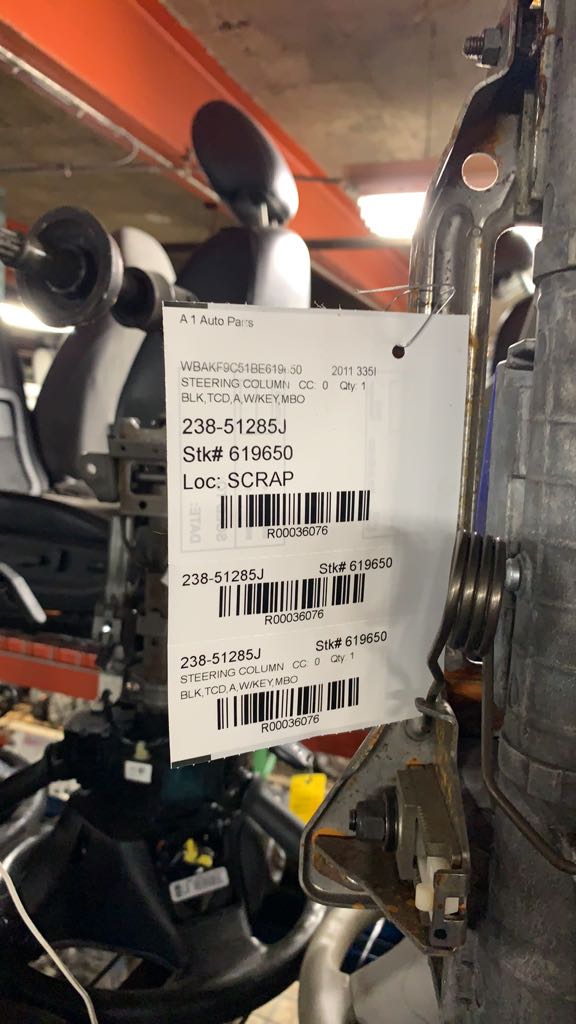 A 1 Auto Parts
2011 335I
STEERING COLUMN CC: 0 Qty: 1
BLK,TCD,A,W/KEY,MBO
238-51285J
Stk# 619650
Loc: SCRAP
R00036076
238-51285J Stk# 619650
R00036076
238-51285J Stk# 619650
STEERING COLUMN CC: 0 Qty: 1
BLK,TCD,A,W/KEY,MBO
R00036076